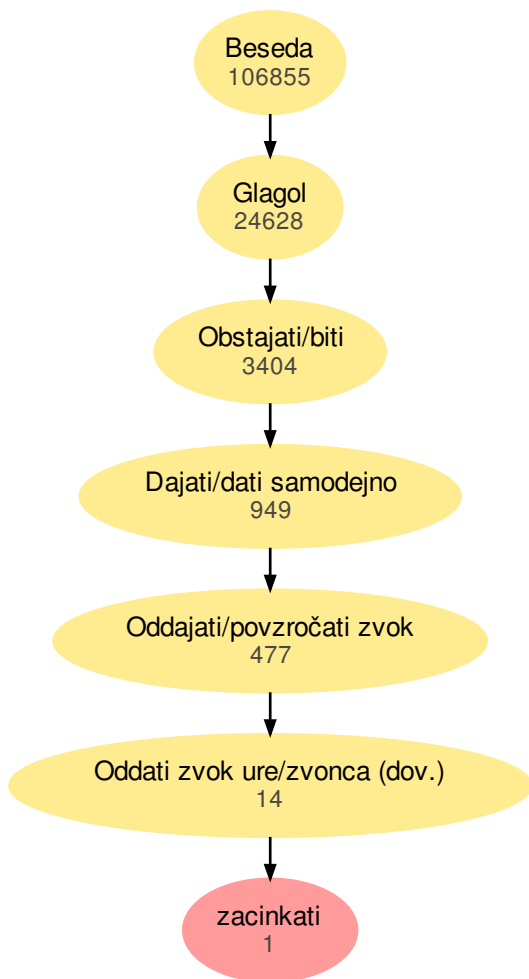 Beseda
106855
Glagol
24628
Obstajati/biti
3404
Dajati/dati samodejno
949
Oddajati/povzročati zvok
477
Oddati zvok ure/zvonca (dov.)
14
zacinkati
1